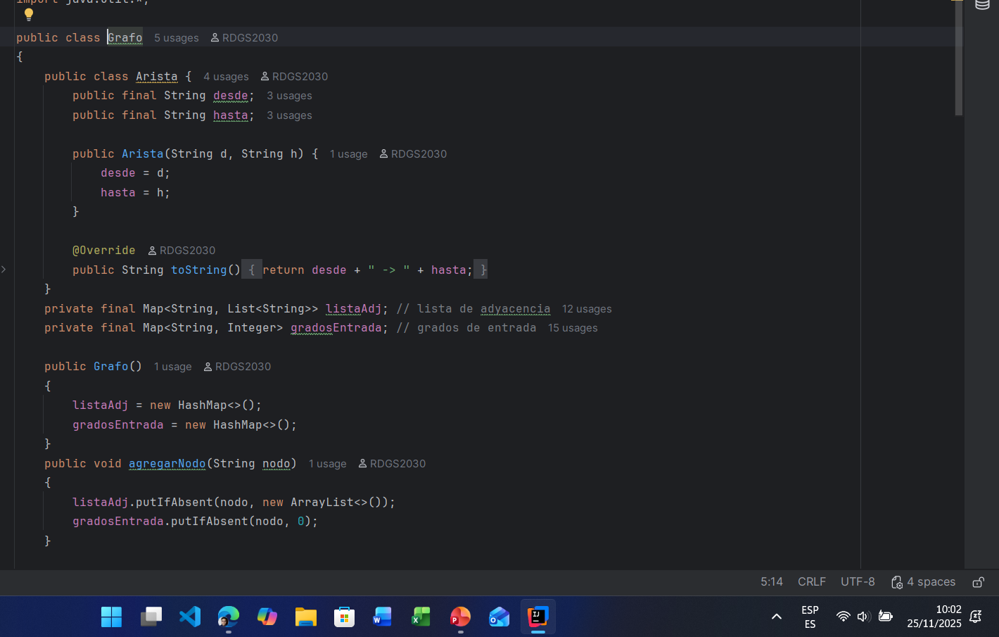 import java.util.*;
public class Grafo 5 usages RDGS2030
{
public class Arista { 4 usages RDGS2030
public final String desde; 3 usages
public final String hasta; 3 usages
public Arista(String d, String h) { 1 usage RDGS2030
desde = d;
hasta = h;
}
@Override RDGS2030
public String toString() { return desde + " -> " + hasta; }
}
private final Map<String, List<String>> listaAdj; // lista de adyacencia 12 usages
private final Map<String, Integer> gradosEntrada; // grados de entrada 15 usages
public Grafo() 1 usage RDGS2030
{
listaAdj = new HashMap<>();
gradosEntrada = new HashMap<>();
}
public void agregarNodo(String nodo) 1 usage RDGS2030
{
listaAdj.putIfAbsent(nodo, new ArrayList<>());
gradosEntrada.putIfAbsent(nodo, 0);
}
5:14 CRLF UTF-8 4 spaces
W X P O IJ
ESP
ES
10:02
25/11/2025